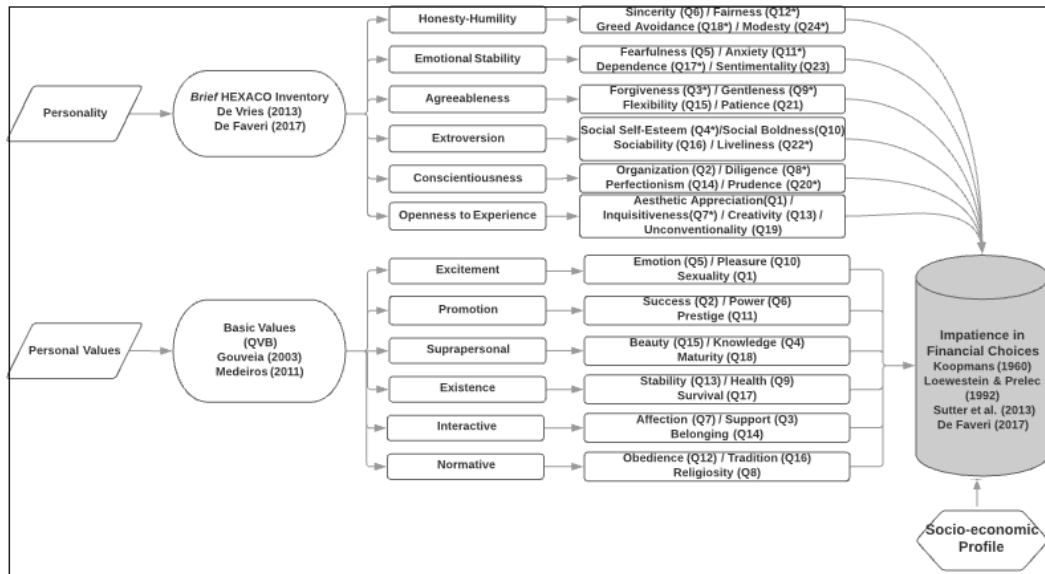 Personality
Brief HEXACO Inventory
De Vries (2013)
De Faveri (2017)
Honesty-Humility
Sincerity (Q6) / Fairness (Q12*)
Greed Avoidance (Q18*) / Modesty (Q24*)
Emotional Stability
Fearfulness (Q5) / Anxiety (Q11*)
Dependence (Q17*) / Sentimentality (Q23)
Agreeableness
Forgiveness (Q3*) / Gentleness (Q9*)
Flexibility (Q15) / Patience (Q21)
Extroversion
Social Self-Esteem (Q4*)/Social Boldness(Q10)
Sociability (Q16) / Liveliness (Q22*)
Conscientiousness
Organization (Q2) / Diligence (Q8*)
Perfectionism (Q14) / Prudence (Q20*)
Openness to Experience
Aesthetic Appreciation(Q1) /
Inquisitiveness(Q7*) / Creativity (Q13) /
Unconventionality (Q19)
Personal Values
Basic Values
(QVB)
Gouveia (2003)
Medeiros (2011)
Excitement
Emotion (Q5) / Pleasure (Q10)
Sexuality (Q1)
Promotion
Success (Q2) / Power (Q6)
Prestige (Q11)
Suprapersonal
Beauty (Q15) / Knowledge (Q4)
Maturity (Q18)
Existence
Stability (Q13) / Health (Q9)
Survival (Q17)
Interactive
Affection (Q7) / Support (Q3)
Belonging (Q14)
Normative
Obedience (Q12) / Tradition (Q16)
Religiosity (Q8)
Impatience in
Financial Choices
Koopmans (1960)
Loewestein & Prelec
(1992)
Sutter et al. (2013)
De Faveri (2017)
Socio-economic
Profile